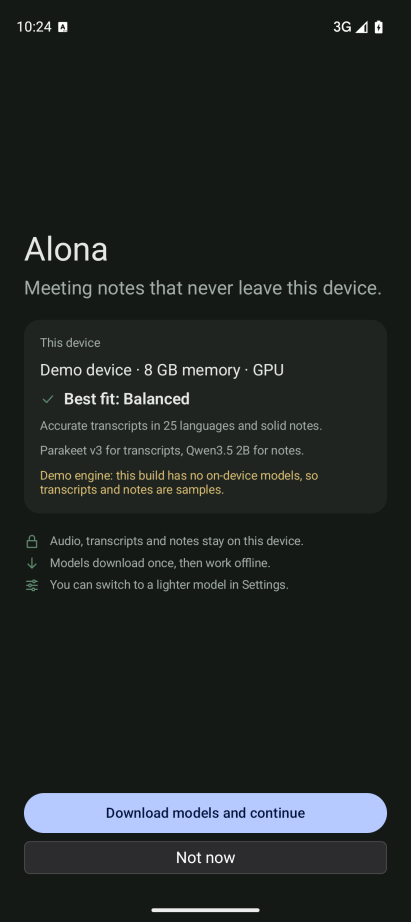 10:24
3G
Alona
Meeting notes that never leave this device.
This device
Demo device · 8 GB memory · GPU
Best fit: Balanced
Accurate transcripts in 25 languages and solid notes.
Parakeet v3 for transcripts, Qwen3.5 2B for notes.
Demo engine: this build has no on-device models, so
transcripts and notes are samples.
Audio, transcripts and notes stay on this device.
Models download once, then work offline.
You can switch to a lighter model in Settings.
Download models and continue
Not now